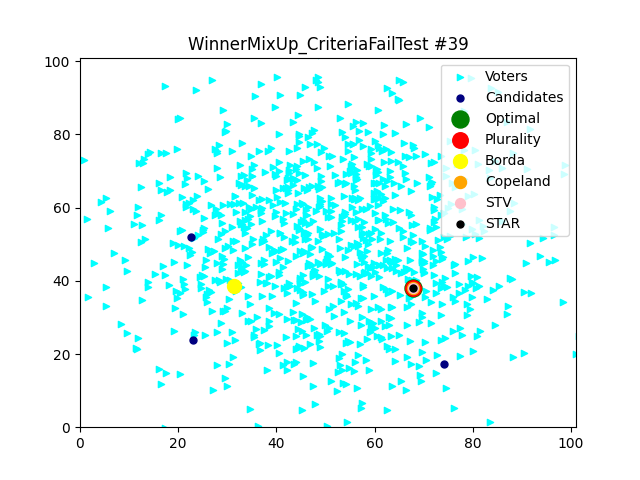 WinnerMixUp_CriteriaFailTest #39
100
80
60
40
20
0
0 20 40 60 80 100
Voters
Candidates
Optimal
Plurality
Borda
Copeland
STV
STAR